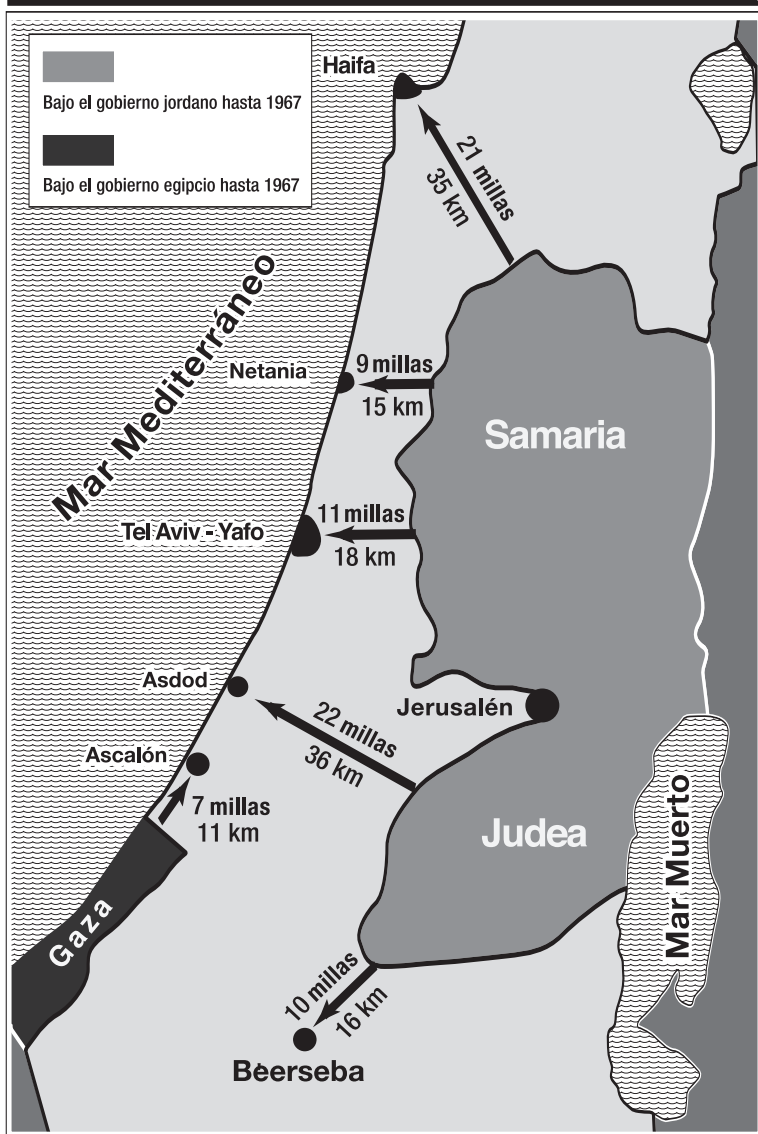 Bajo el gobierno jordano hasta 1967
Bajo el gobierno egipcio hasta 1967
Haifa
21 millas
35 km
Mar Mediterráneo
Netania
9 millas
15 km
Samaria
Tel Aviv - Yafo
11 millas
18 km
Asdod
22 millas
36 km
Jerusalén
Ascalón
7 millas
11 km
Judea
Mar Muerto
Gaza
10 millas
16 km
Beerseba